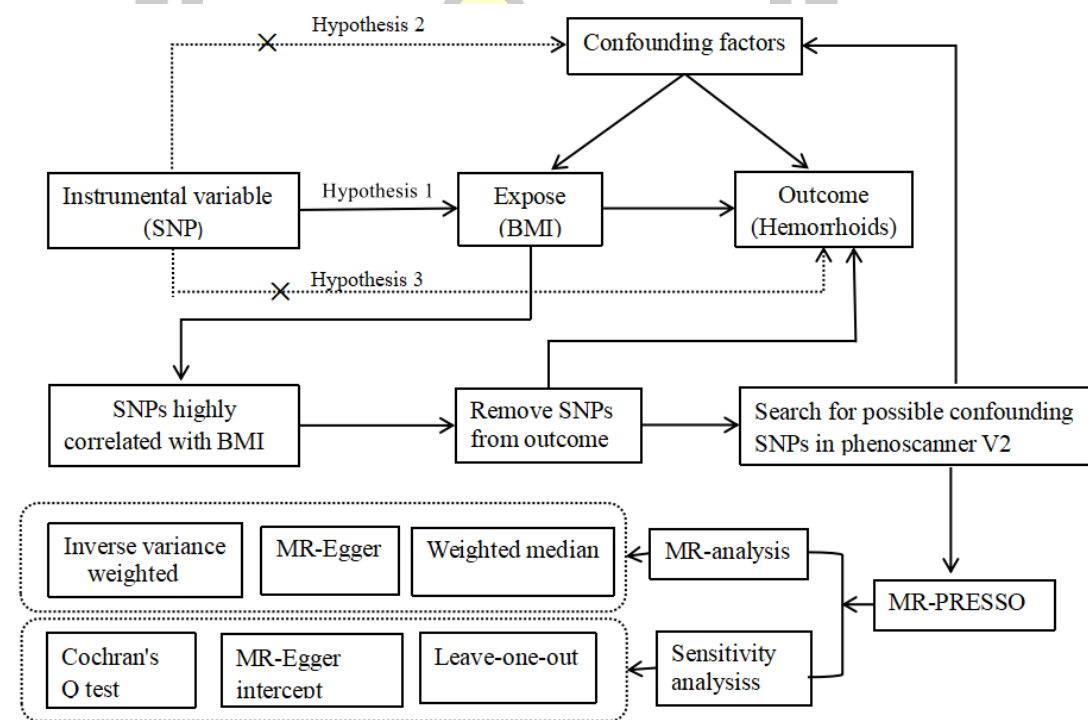 Hypothesis 2
Confounding factors
Instrumental variable
(SNP)
Hypothesis 1
Expose
(BMI)
Outcome
(Hemorrhoids)
Hypothesis 3
SNPs highly
correlated with BMI
Remove SNPs
from outcome
Search for possible confounding
SNPs in phenoscanner V2
Inverse variance
weighted
MR-Egger
Weighted median
MR-analysis
MR-PRESSO
Cochran's
Q test
MR-Egger
intercept
Leave-one-out
Sensitivity
analysiss